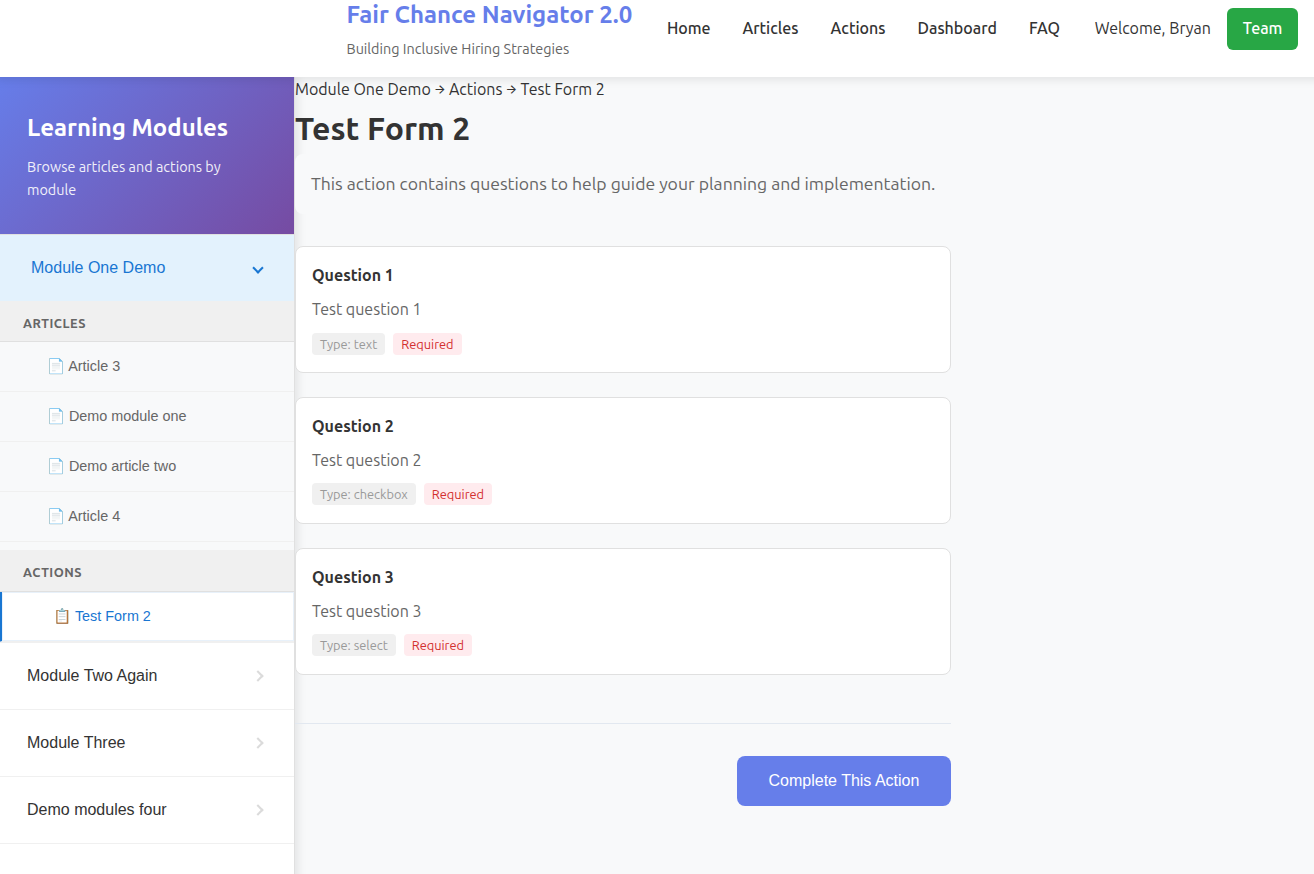 Fair Chance Navigator 2.0
Building Inclusive Hiring Strategies
Home
Articles
Actions
Dashboard
FAQ
Welcome, Bryan
Team
Learning Modules
Browse articles and actions by
module
Module One Demo
ARTICLES
Article 3
Demo module one
Demo article two
Article 4
ACTIONS
Test Form 2
Module Two Again
Module Three
Demo modules four
Module One Demo → Actions → Test Form 2
Test Form 2
This action contains questions to help guide your planning and implementation.
Question 1
Test question 1
Type: text
Required
Question 2
Test question 2
Type: checkbox
Required
Question 3
Test question 3
Type: select
Required
Complete This Action